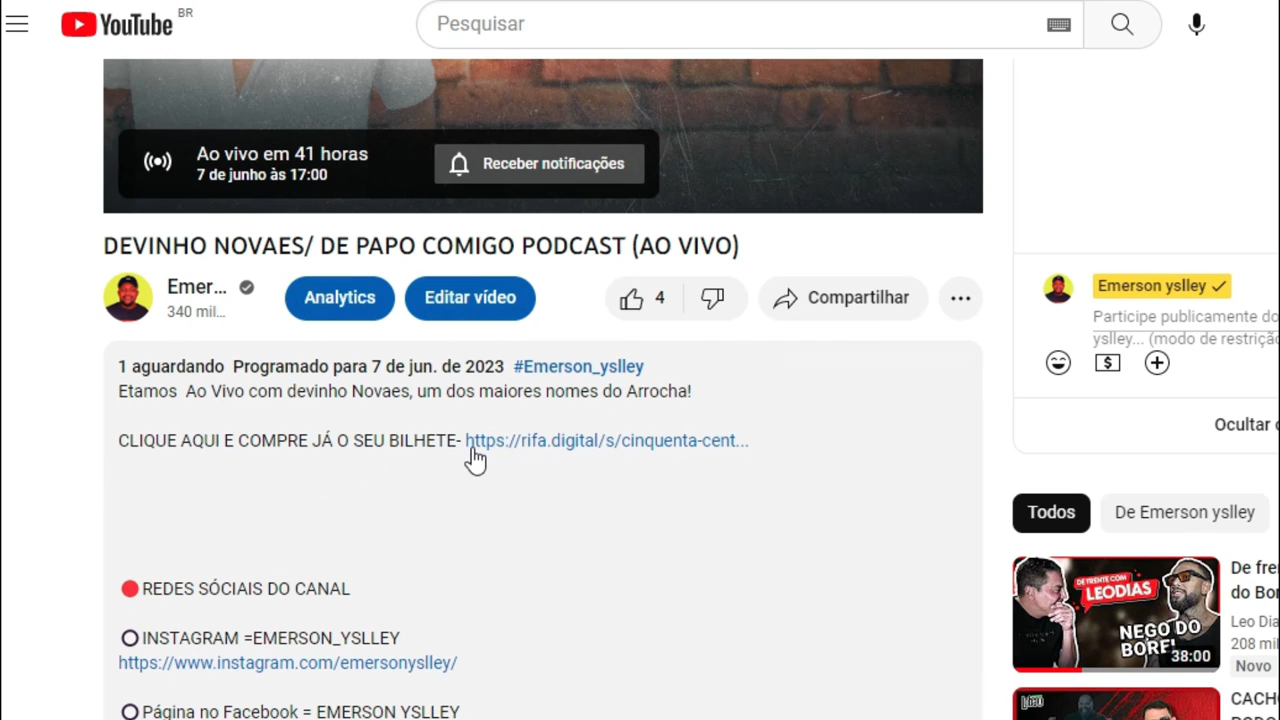 YouTube BR
Pesquisar
Ao vivo em 41 horas
7 de junho às 17:00
Receber notificações
DEVINHO NOVAES/ DE PAPO COMIGO PODCAST (AO VIVO)
Emer...
340 mil...
Analytics
Editar vídeo
4
Compartilhar
1 aguardando Programado para 7 de jun. de 2023 #Emerson_yslley
Etamos Ao Vivo com devinho Novaes, um dos maiores nomes do Arrocha!
CLIQUE AQUI E COMPRE JÁ O SEU BILHETE- https://rifa.digital/s/cinquenta-cent...
REDES SÓCIAIS DO CANAL
INSTAGRAM =EMERSON_YSLLEY
https://www.instagram.com/emersonyslley/
Página no Facebook = EMERSON YSLLEY
Emerson yslley
Participe publicamente do
yslley... (modo de restriçã
$
Ocultar
Todos
De Emerson yslley
DE FRENTE COM
LEODIAS
NEGO DO
BOREL
38:00
De fre
do Bor
Leo Dia
208 mil
Novo
CACH